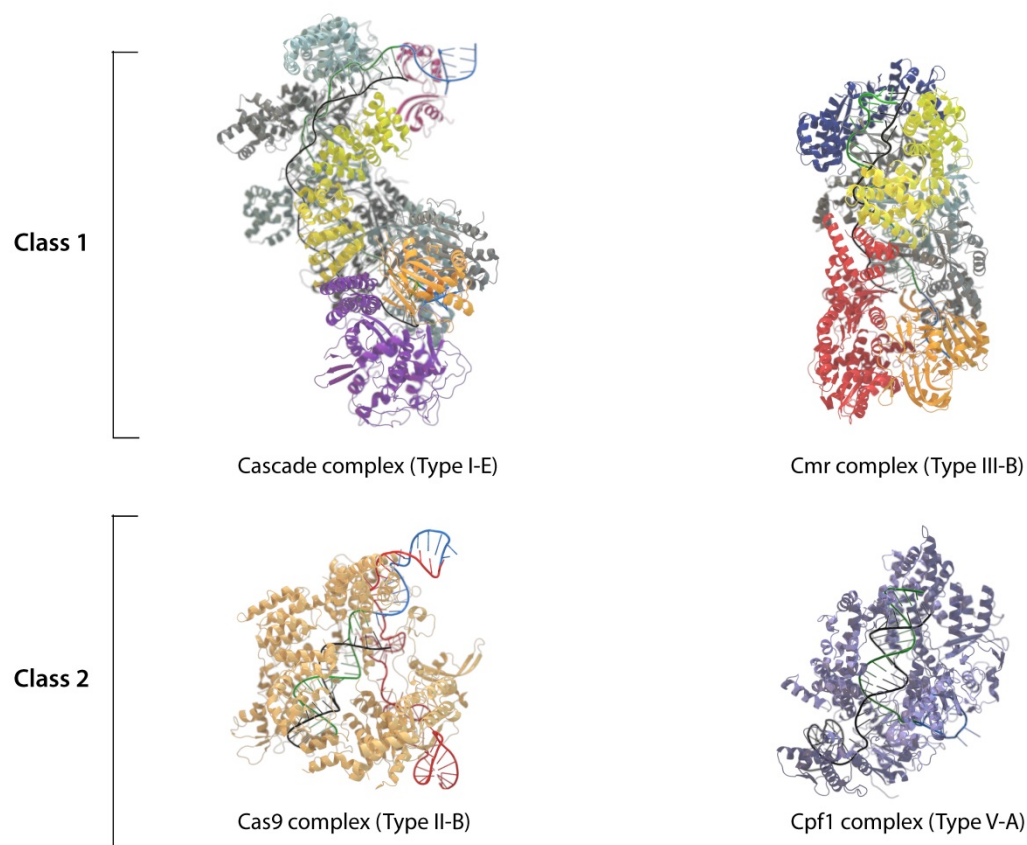 Class 1
Cascade complex (Type I-E)
Cmr complex (Type III-B)
Class 2
Cas9 complex (Type II-B)
Cpf1 complex (Type V-A)